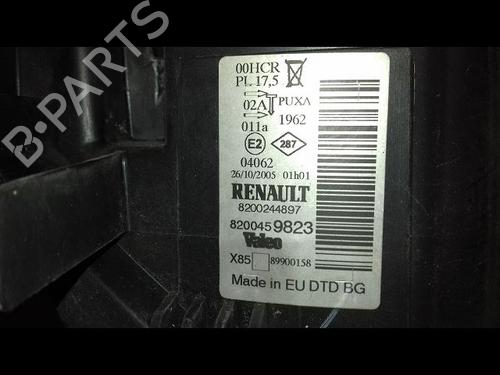 00HCR
PL 17,5
02A PUXA
1962
011a
E2 287
04062
26/10/2005 01h01
RENAULT
8200244897
8200459823
Valeo
X85 89900158
Made in EU DTD BG
B-PARTS